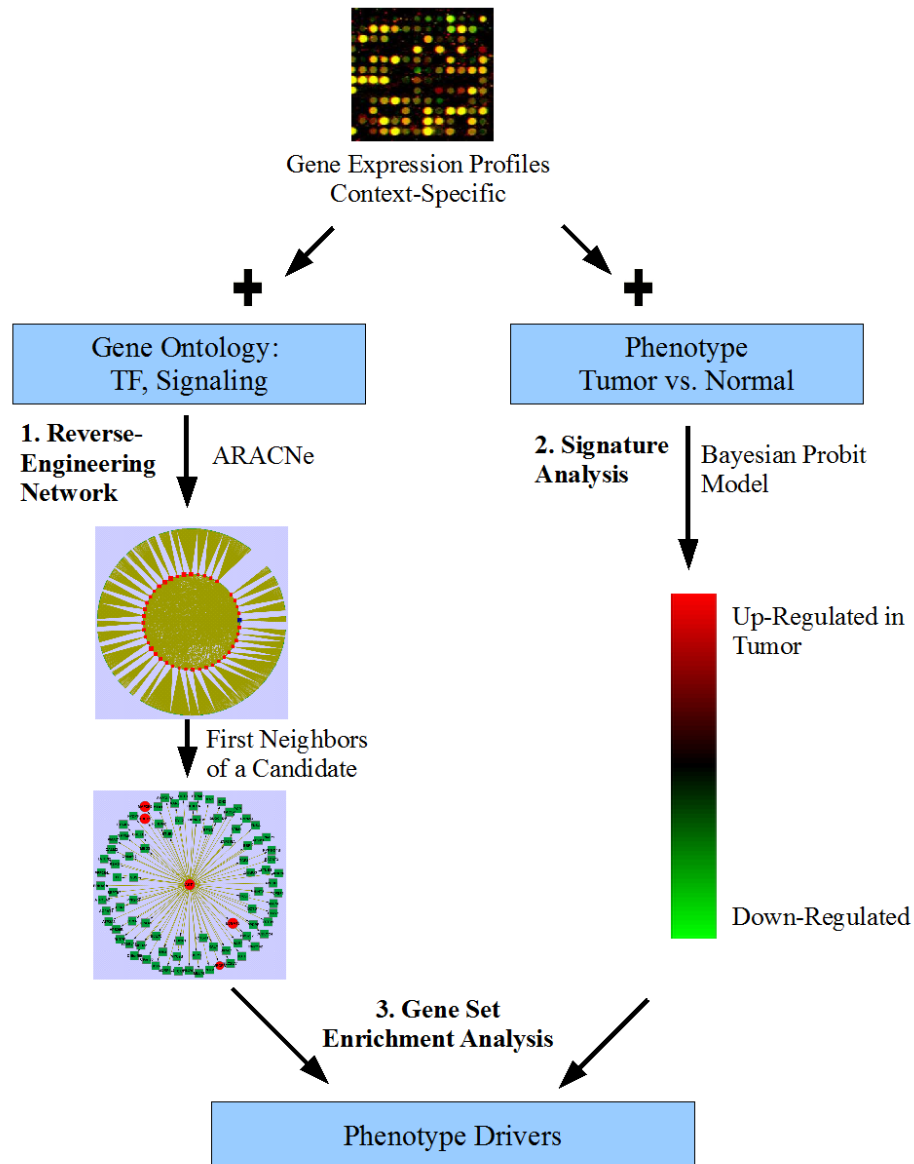 Gene Expression Profiles
Context-Specific
Gene Ontology:
TF, Signaling
Phenotype
Tumor vs. Normal
1. Reverse-
Engineering
Network
ARACNe
2. Signature
Analysis
Bayesian Probit
Model
Up-Regulated in
Tumor
First Neighbors
of a Candidate
Down-Regulated
3. Gene Set
Enrichment Analysis
Phenotype Drivers